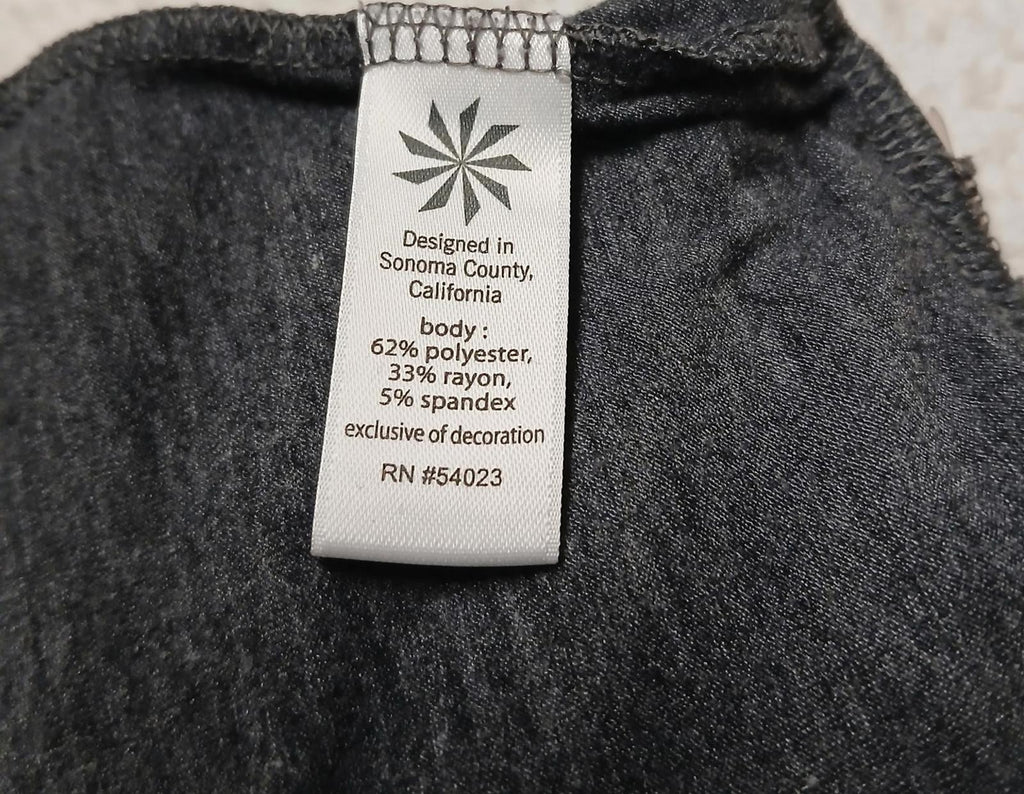 Designed in
Sonoma County,
California
body :
62% polyester,
33% rayon,
5% spandex
exclusive of decoration
RN #54023